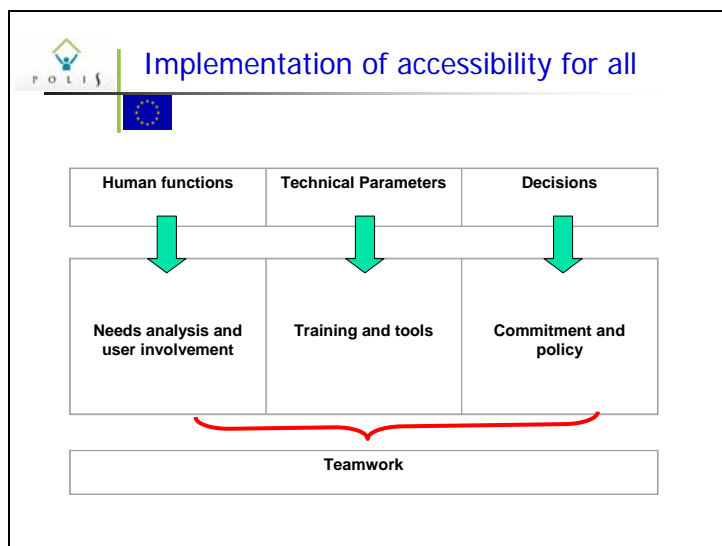 POLIS
Implementation of accessibility for all
Human functions
Technical Parameters
Decisions
Needs analysis and
user involvement
Training and tools
Commitment and
policy
Teamwork